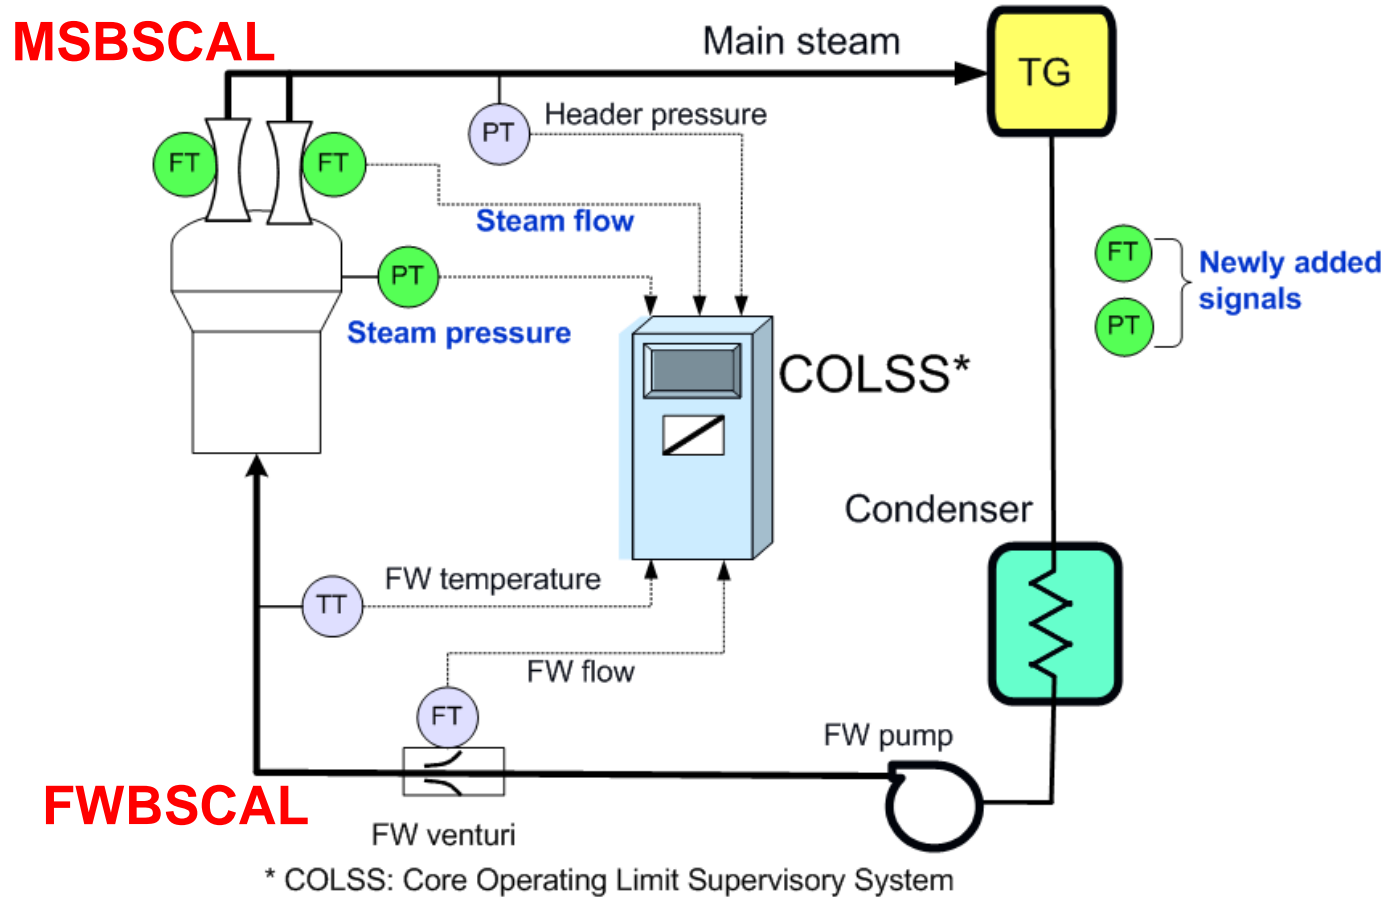 MSBSCAL
Main steam
TG
PT
Header pressure
FT
FT
Steam flow
PT
Steam pressure
FT
PT
Newly added
signals
COLSS*
Condenser
TT
FW temperature
FW flow
FT
FW pump
FWBSCAL
FW venturi
* COLSS: Core Operating Limit Supervisory System